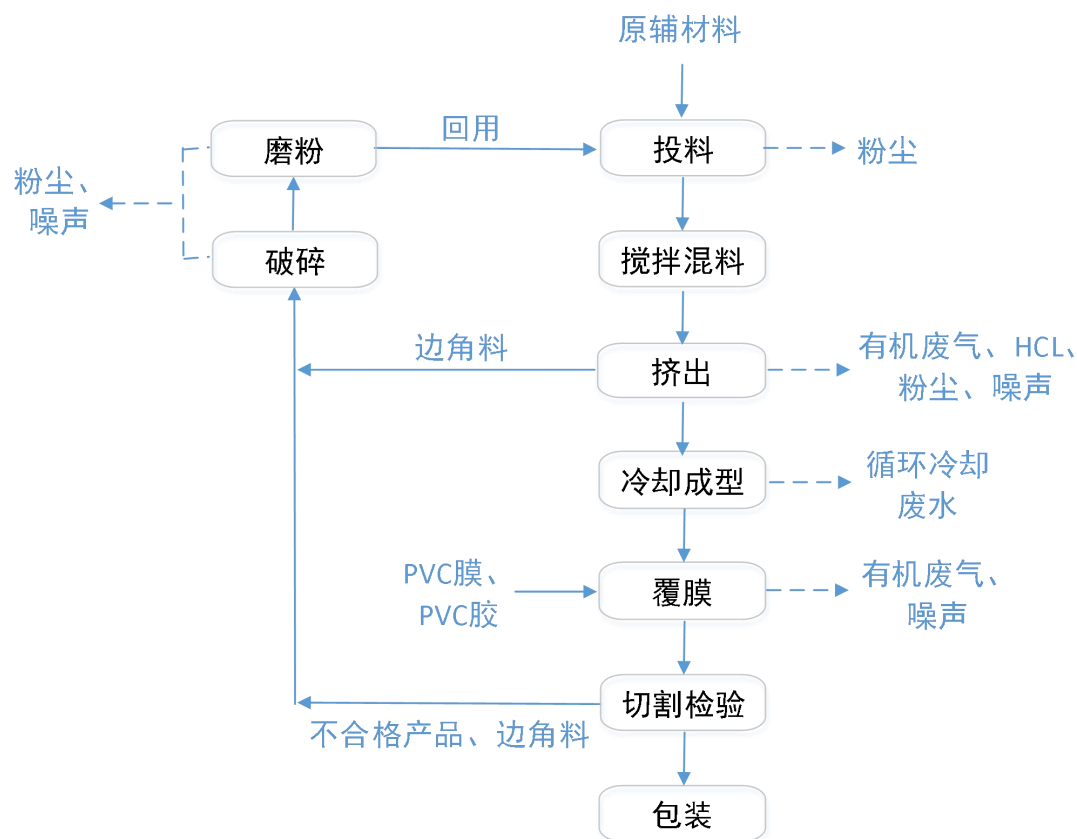 原辅材料
磨粉
回用
投料
粉尘
粉尘、
噪声
破碎
搅拌混料
边角料
挤出
有机废气、HCL、
粉尘、噪声
冷却成型
循环冷却
废水
PVC膜、
PVC胶
覆膜
有机废气、
噪声
切割检验
不合格产品、边角料
包装